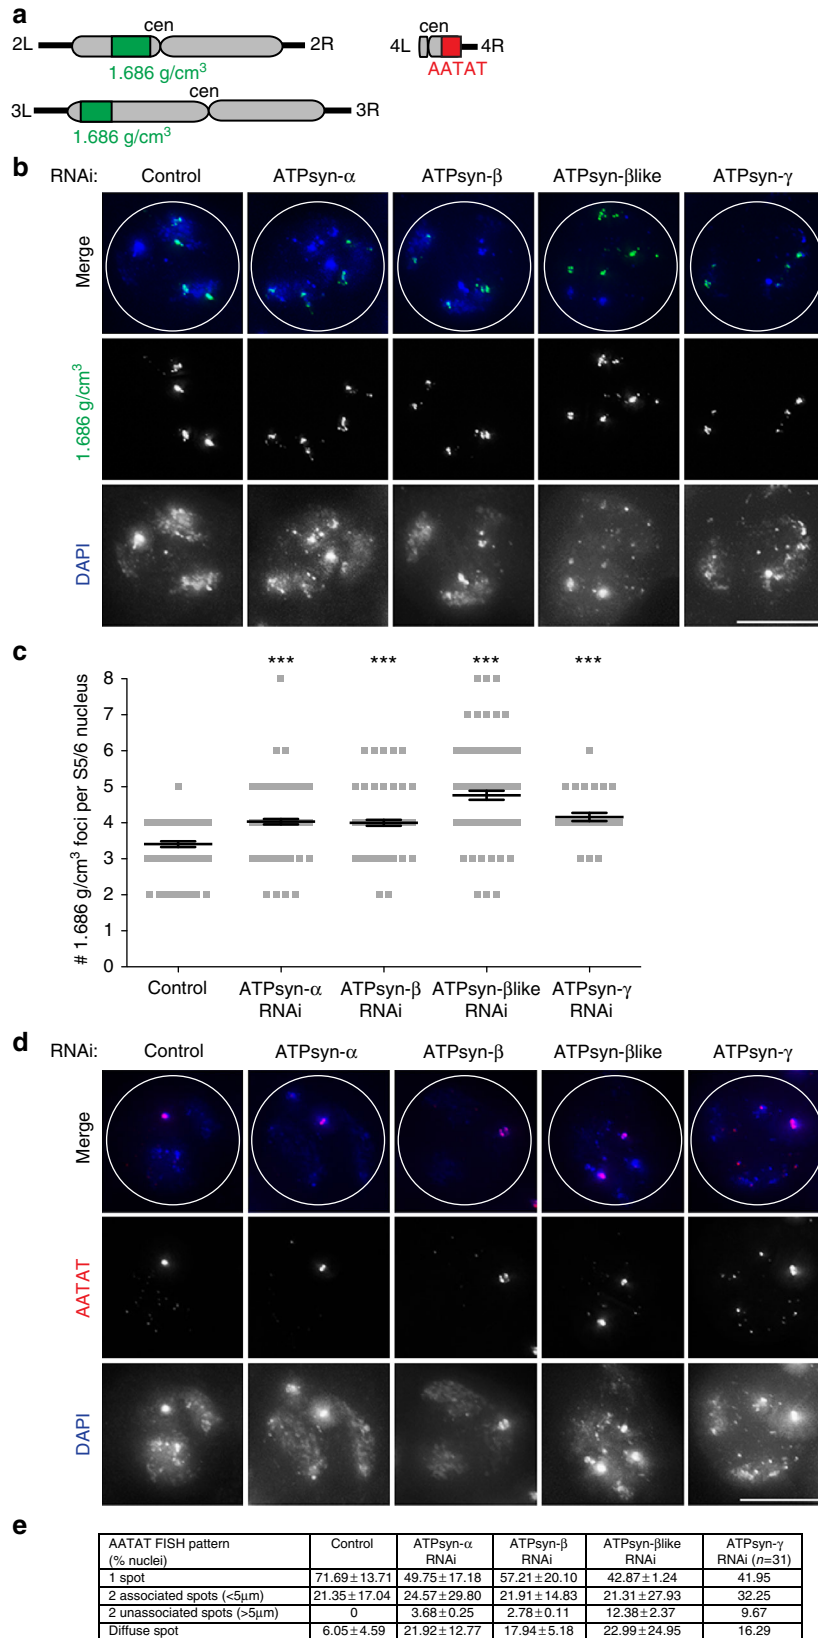 a
cen
2L 2R
1.686 g/cm³
cen
4L 4R
AATAT
cen
3L 3R
1.686 g/cm³
b
RNAi: Control ATPsyn-α ATPsyn-β ATPsyn-βlike ATPsyn-γ
Merge
1.686 g/cm³
DAPI
c
# 1.686 g/cm³ foci per S5/6 nucleus
*** *** *** ***
8
7
6
5
4
3
2
1
0
Control ATPsyn-α RNAi ATPsyn-β RNAi ATPsyn-βlike RNAi ATPsyn-γ RNAi
d
RNAi: Control ATPsyn-α ATPsyn-β ATPsyn-βlike ATPsyn-γ
Merge
AATAT
DAPI
e
AATAT FISH pattern (% nuclei) Control ATPsyn-α RNAi ATPsyn-β RNAi ATPsyn-βlike RNAi ATPsyn-γ RNAi (n=31)
1 spot 71.69±13.71 49.75±17.18 57.21±20.10 42.87±1.24 41.95
2 associated spots (<5μm) 21.35±17.04 24.57±29.80 21.91±14.83 21.31±27.93 32.25
2 unassociated spots (>5μm) 0 3.68±0.25 2.78±0.11 12.38±2.37 9.67
Diffuse spot 6.05±4.59 21.92±12.77 17.94±5.18 22.99±24.95 16.29